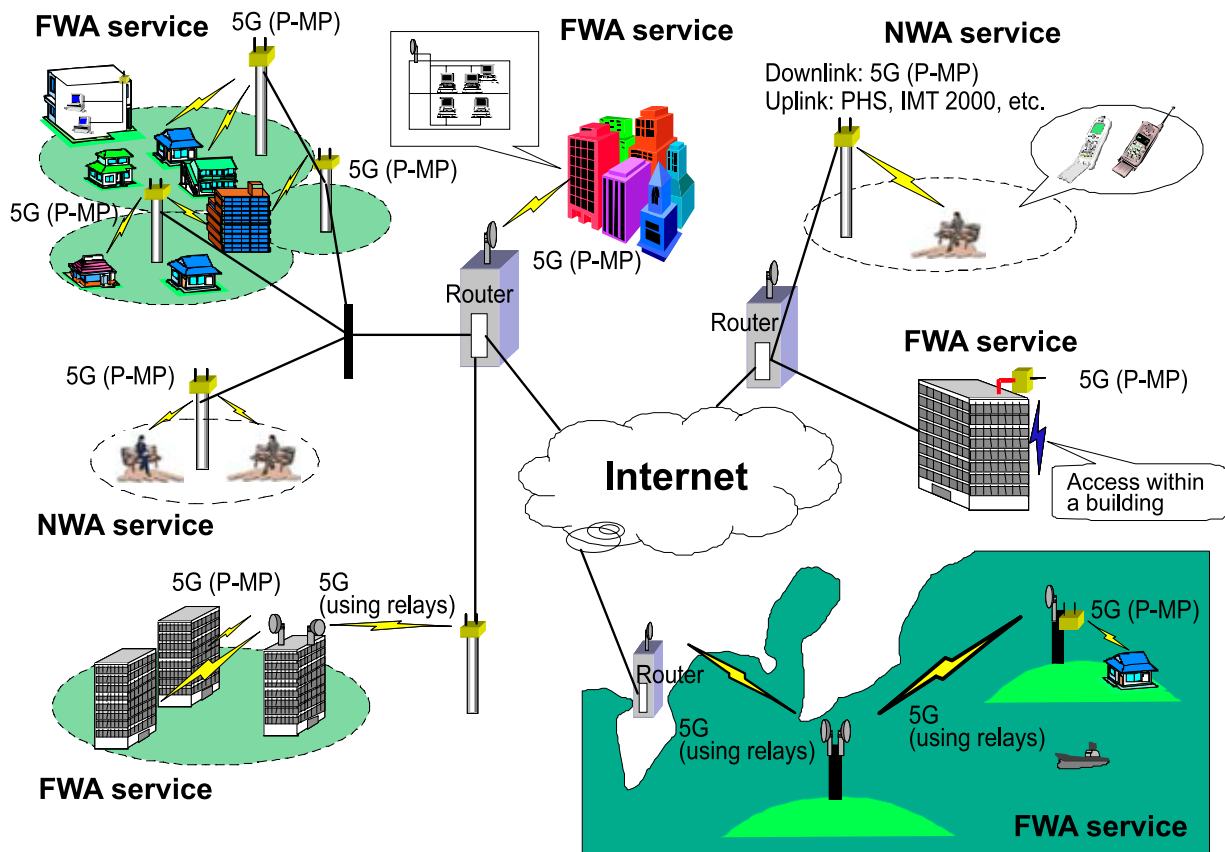 FWA service
5G (P-MP)
5G (P-MP)
5G (P-MP)
FWA service
5G (P-MP)
Router
NWA service
Downlink: 5G (P-MP)
Uplink: PHS, IMT 2000, etc.
Router
FWA service
5G (P-MP)
Access within
a building
5G (P-MP)
NWA service
Internet
5G (P-MP)
5G
(using relays)
FWA service
Router
5G
(using relays)
5G
(using relays)
5G (P-MP)
FWA service